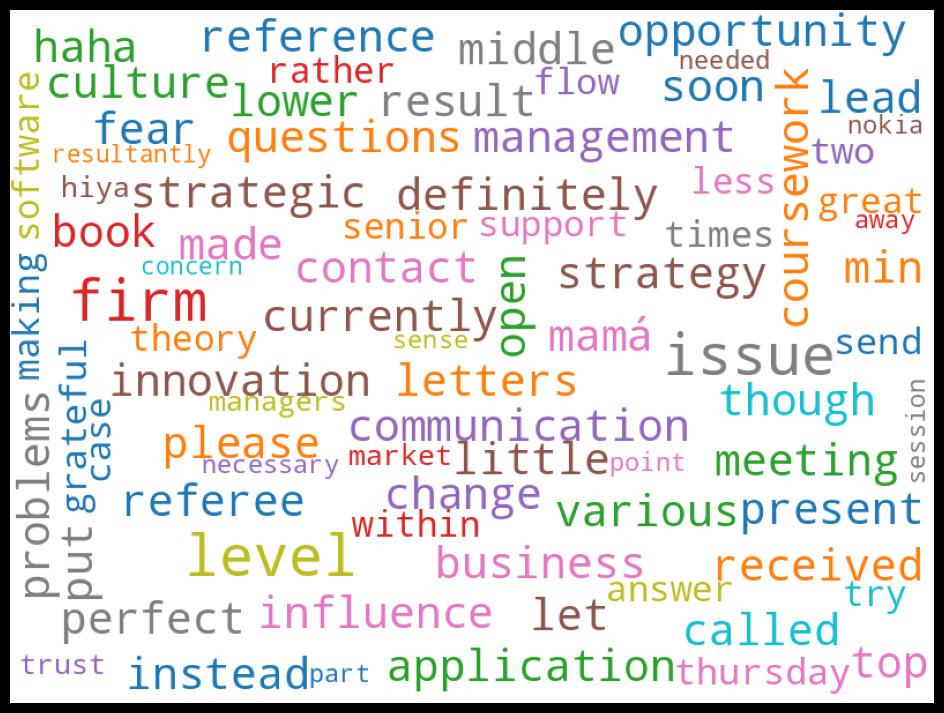 haha
reference
middle
opportunity
needed
culture
rather
flow
soon
lead
software
lower
result
coursework
nokia
fear
questions
management
two
resultantly
hiya
strategic
definitely
less
great
away
book
made
senior
support
times
concern
contact
open
strategy
min
making
firm
currently
theory
sense
mamá
issue
send
grateful
innovation
letters
managers
though
session
problems
case
please
communication
necessary
market
little
point
meeting
referee
change
within
various
present
put
level
business
received
answer
try
perfect
influence
let
called
trust
instead
part
application
thursday
top